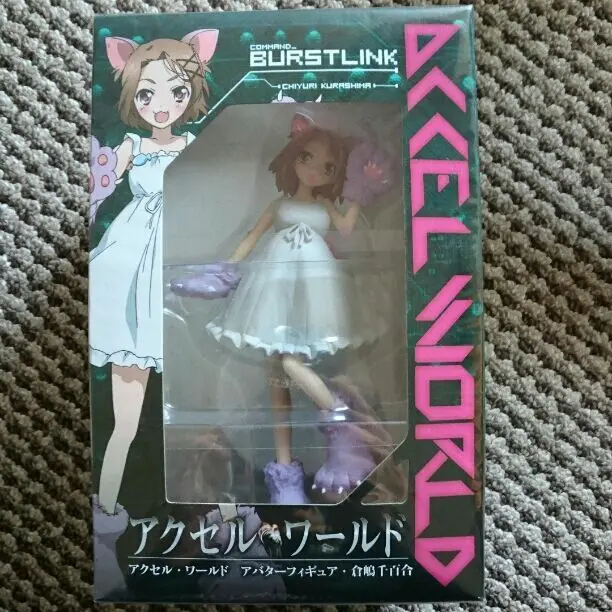 COMMAND_
BURSTLINK
CHIYURI KURASHIMA
ACCEL WORLD
アクセル・ワールド
アクセル・ワールド アバターフィギュア・倉嶋千百合